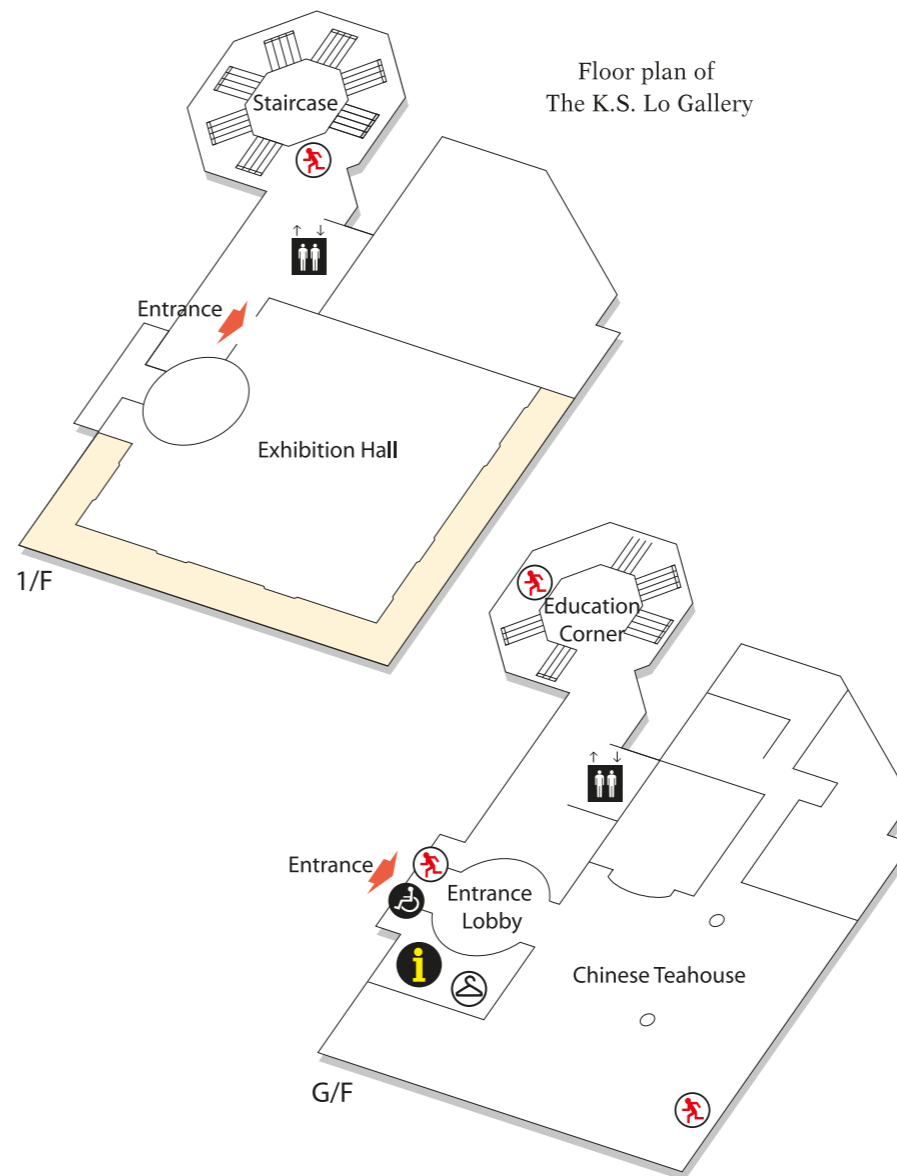 Floor plan of
The K.S. Lo Gallery
Staircase
Entrance
Exhibition Hall
1/F
Education
Corner
Entrance
Entrance
Lobby
i
Chinese Teahouse
G/F